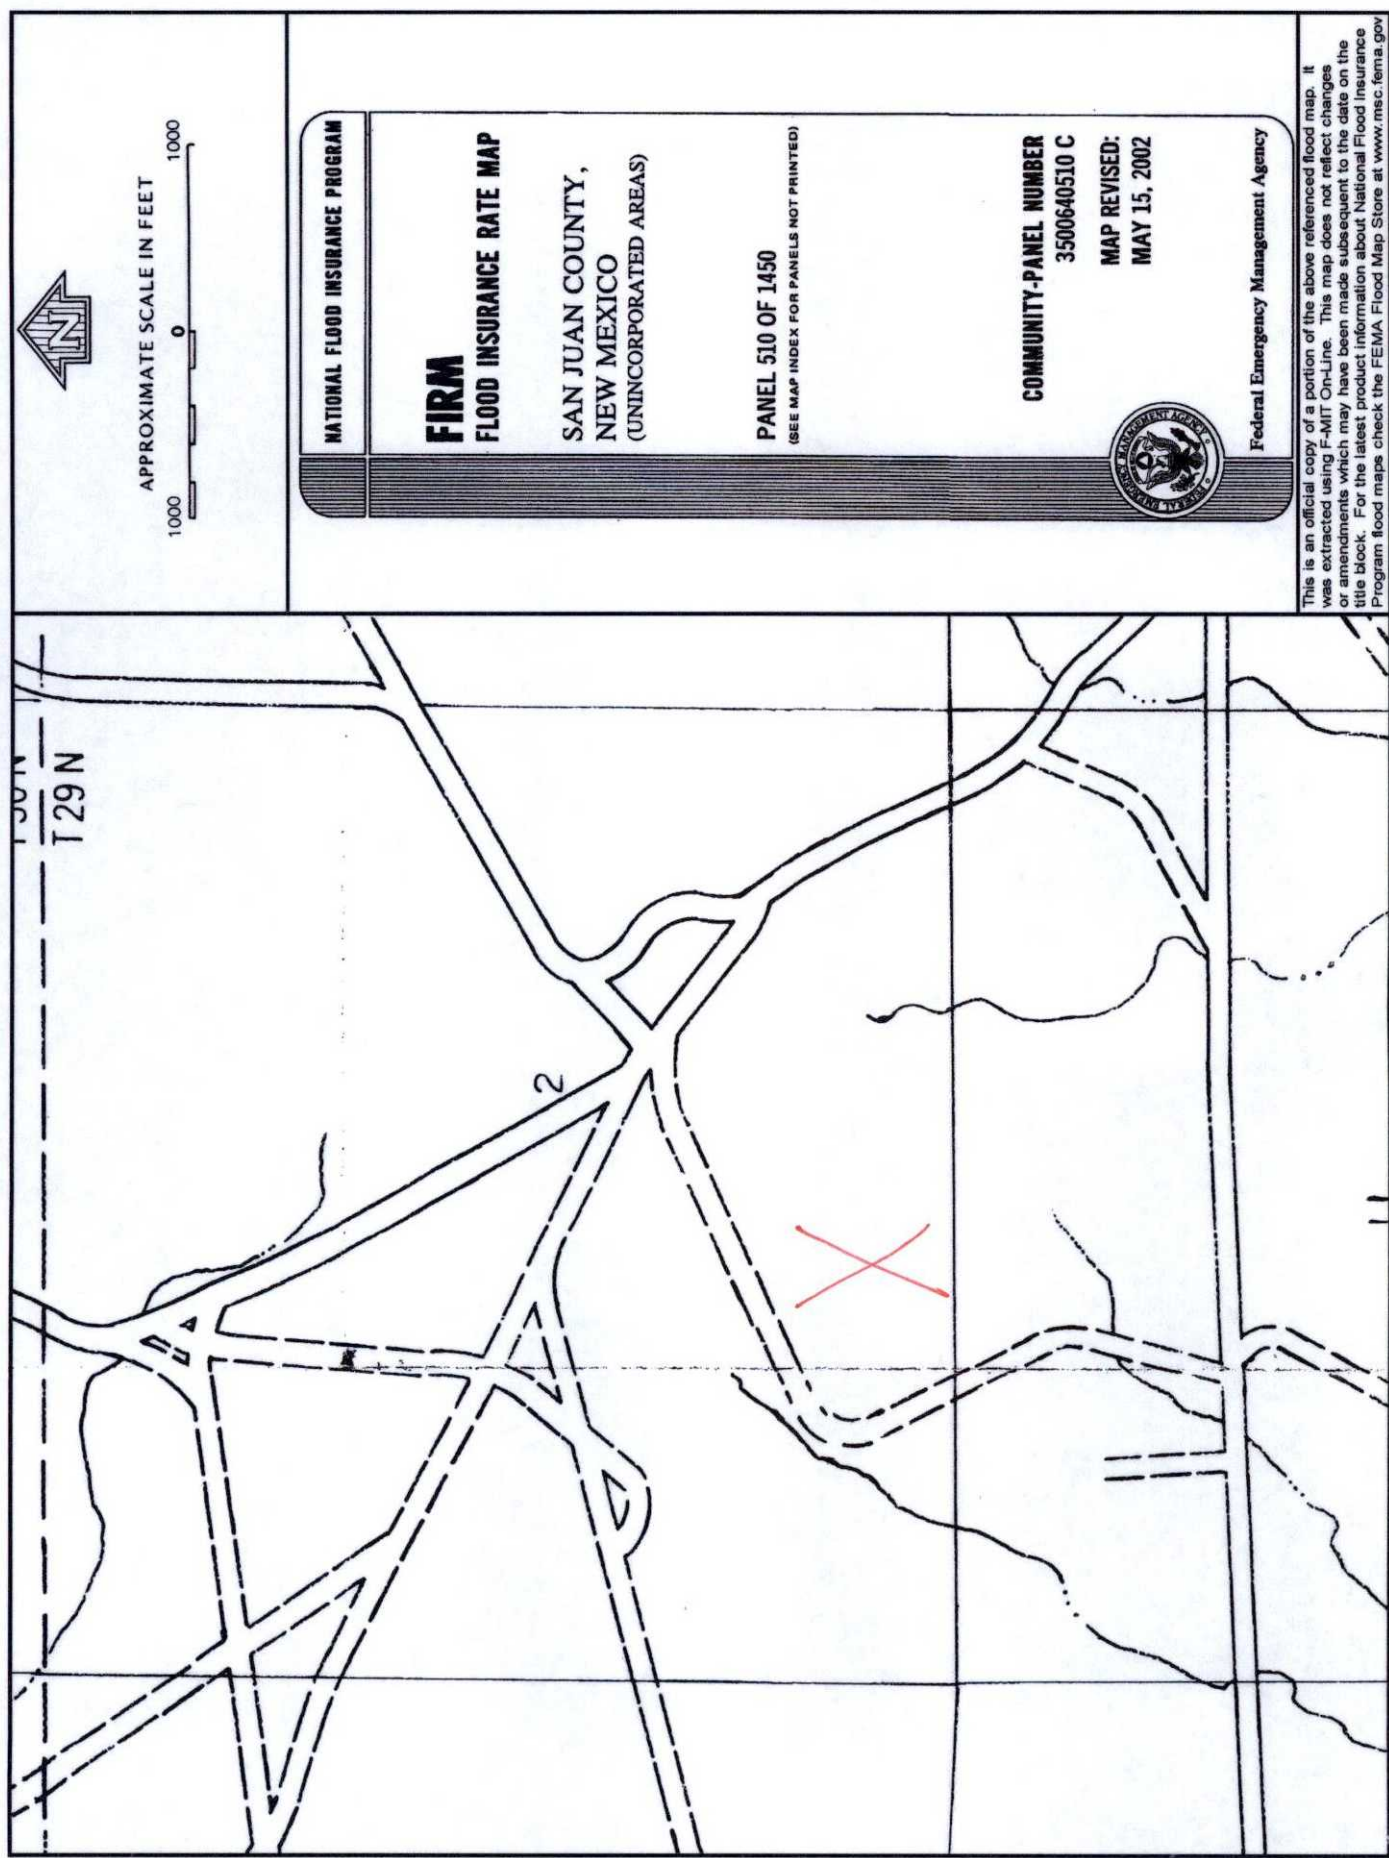 APPROXIMATE SCALE IN FEET
1000 0 1000
N
NATIONAL FLOOD INSURANCE PROGRAM
FIRM
FLOOD INSURANCE RATE MAP
SAN JUAN COUNTY,
NEW MEXICO
(UNINCORPORATED AREAS)
PANEL 510 OF 1450
(SEE MAP INDEX FOR PANELS NOT PRINTED)
COMMUNITY-PANEL NUMBER
3500640510 C
MAP REVISED:
MAY 15, 2002
FEDERAL EMERGENCY MANAGEMENT AGENCY
Federal Emergency Management Agency
This is an official copy of a portion of the above referenced flood map. It
was extracted using F-MIT On-Line. This map does not reflect changes
or amendments which may have been made subsequent to the date on the
title block. For the latest product information about National Flood Insurance
Program flood maps check the FEMA Flood Map Store at www.msc.fema.gov
T 29 N
2